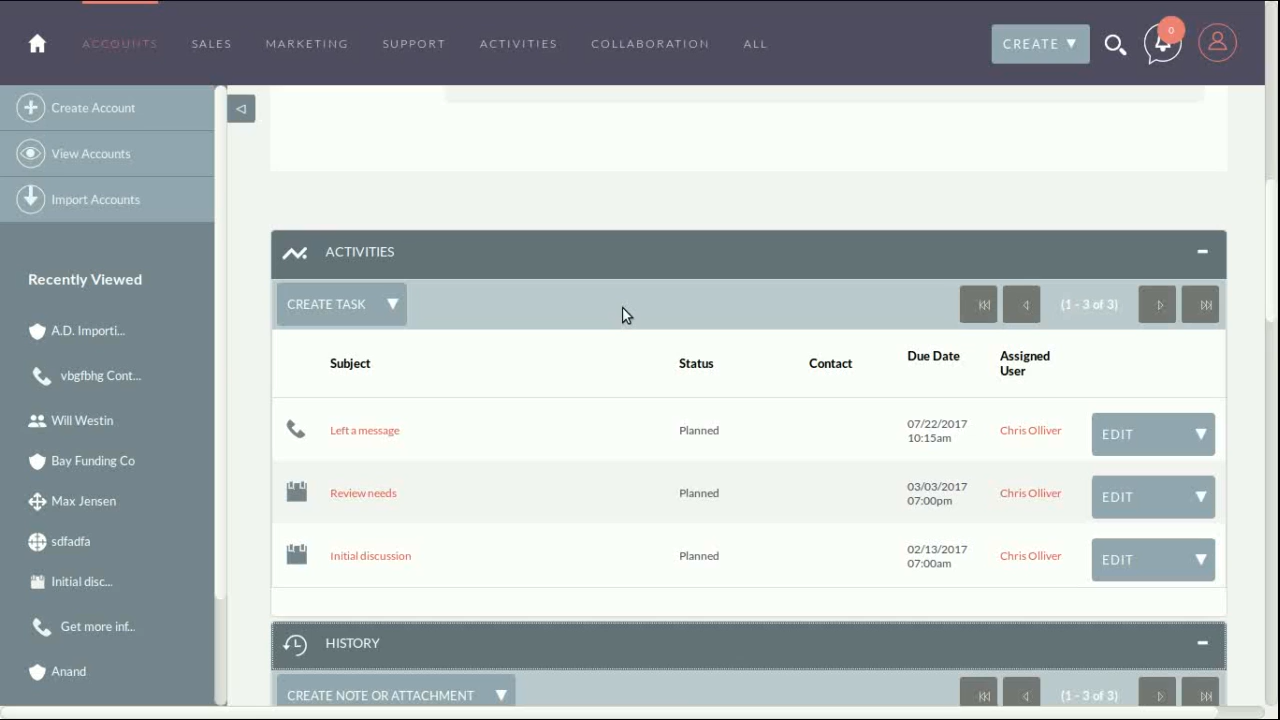 ACCOUNTS SALES MARKETING SUPPORT ACTIVITIES COLLABORATION ALL CREATE ▼ 0
Create Account
View Accounts
Import Accounts
Recently Viewed
A.D. Importi...
vbgfbhg Cont...
Will Westin
Bay Funding Co
Max Jensen
sdfadfa
Initial disc...
Get more inf...
Anand
ACTIVITIES
CREATE TASK ▼ (1 - 3 of 3)
Subject Status Contact Due Date Assigned User
Left a message Planned 07/22/2017 10:15am Chris Olliver EDIT ▼
Review needs Planned 03/03/2017 07:00pm Chris Olliver EDIT ▼
Initial discussion Planned 02/13/2017 07:00am Chris Olliver EDIT ▼
HISTORY
CREATE NOTE OR ATTACHMENT ▼ (1 - 3 of 3)